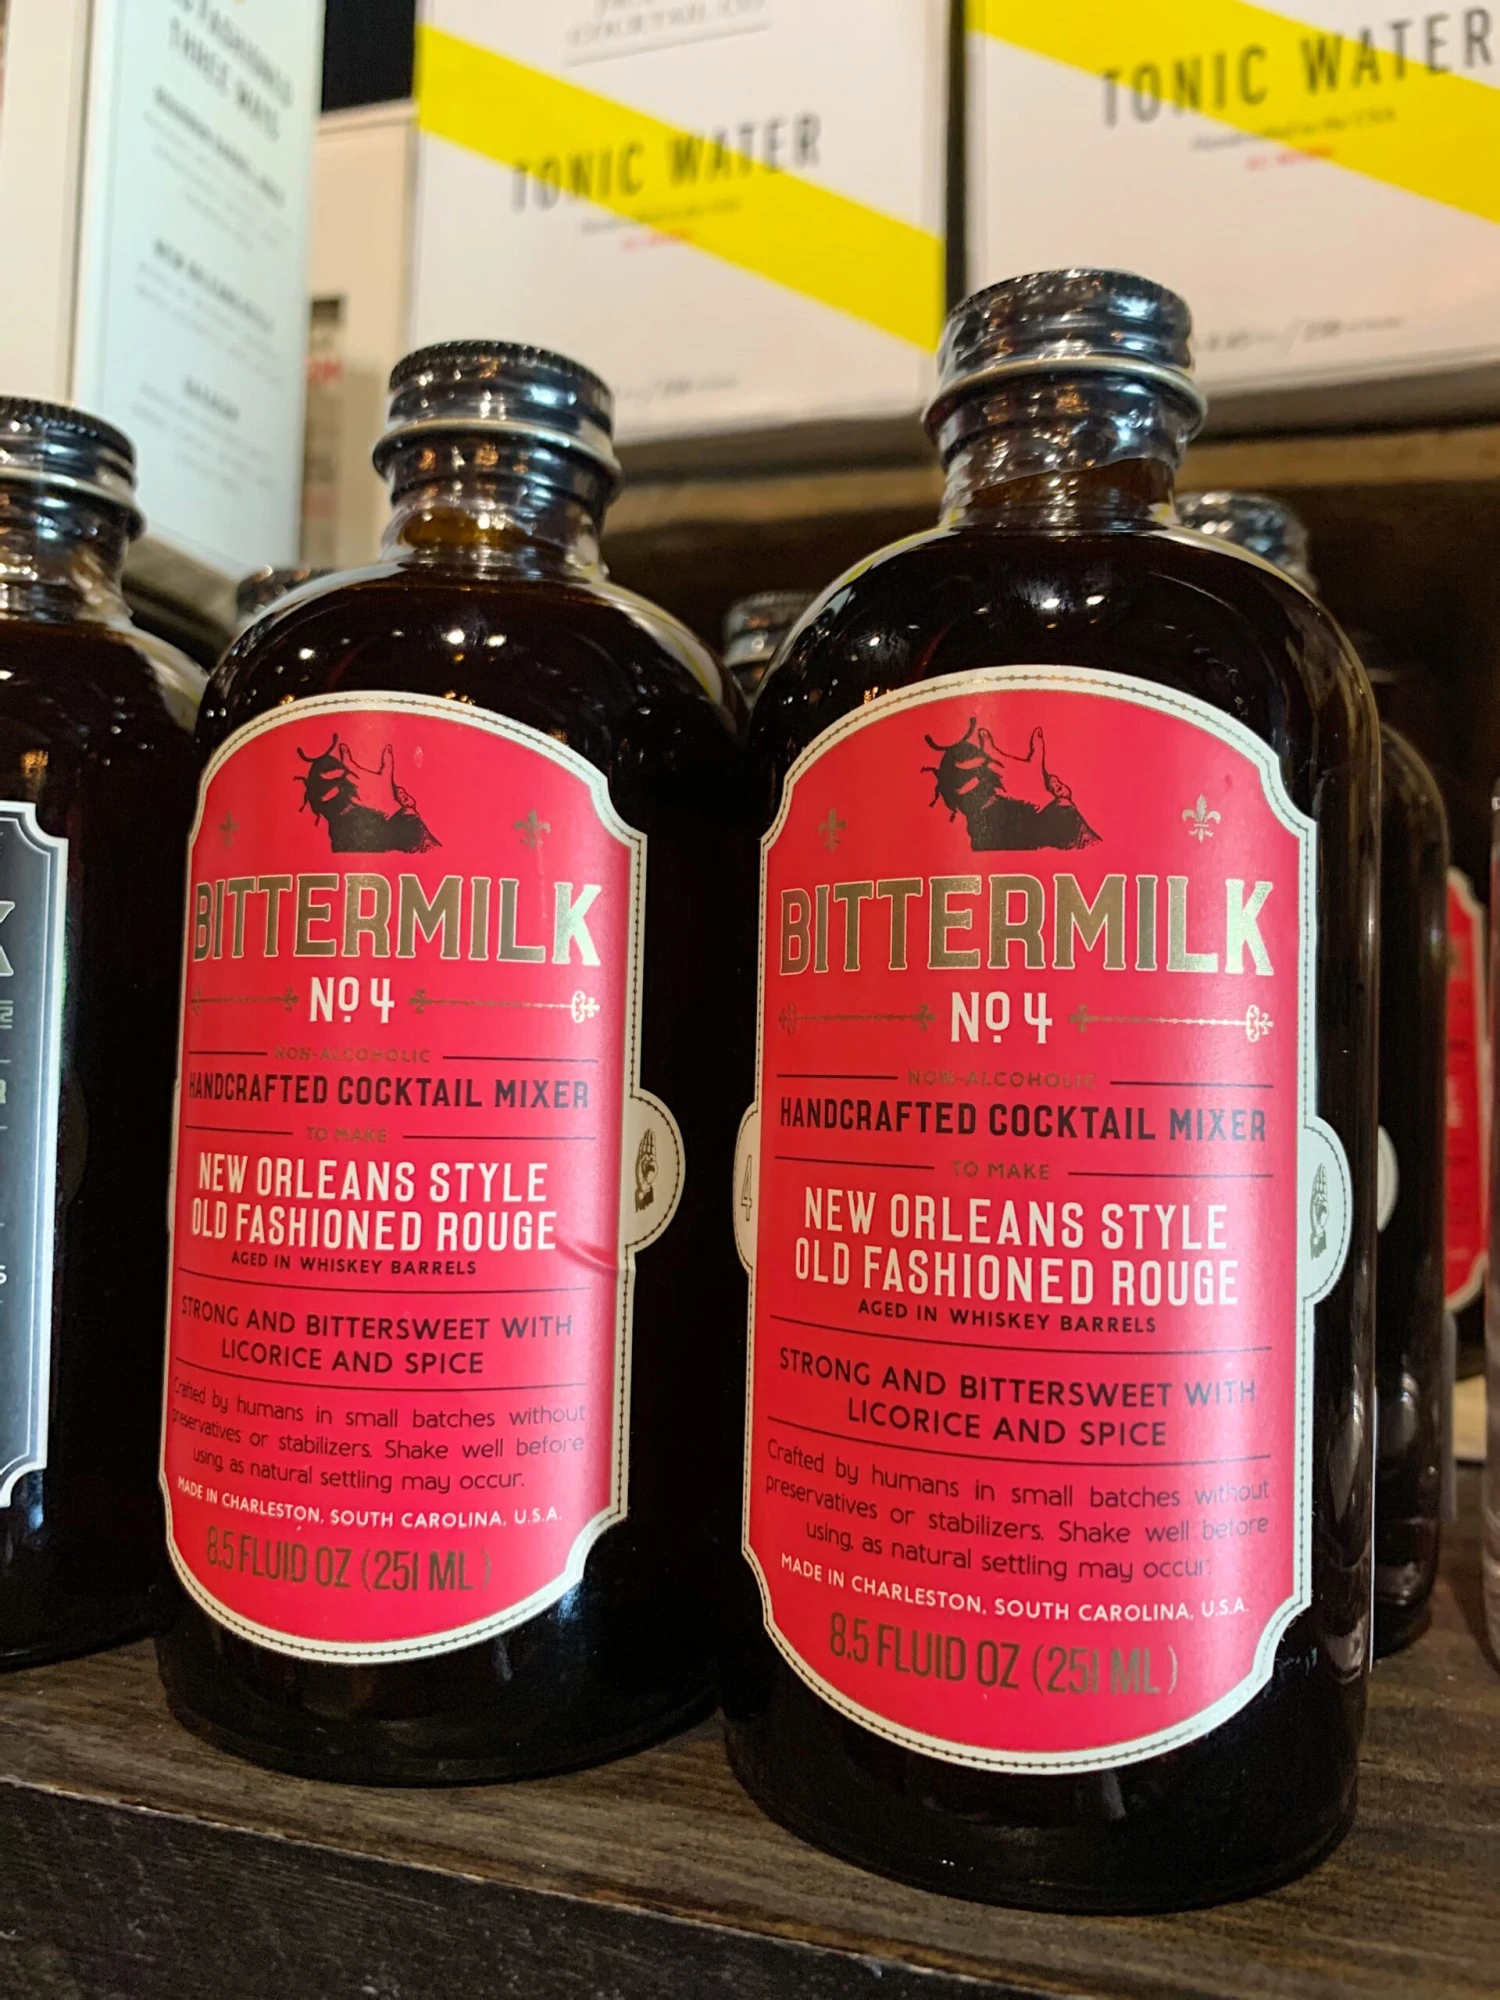 TONIC WATER
TONIC WATER
BITTERMILK
No 4
NON-ALCOHOLIC
HANDCRAFTED COCKTAIL MIXER
TO MAKE
NEW ORLEANS STYLE
OLD FASHIONED ROUGE
AGED IN WHISKEY BARRELS
STRONG AND BITTERSWEET WITH
LICORICE AND SPICE
Crafted by humans in small batches without
preservatives or stabilizers. Shake well before
using, as natural settling may occur.
MADE IN CHARLESTON, SOUTH CAROLINA, U.S.A.
8.5 FLUID OZ (251 ML)
BITTERMILK
No 4
NON-ALCOHOLIC
HANDCRAFTED COCKTAIL MIXER
TO MAKE
NEW ORLEANS STYLE
OLD FASHIONED ROUGE
AGED IN WHISKEY BARRELS
STRONG AND BITTERSWEET WITH
LICORICE AND SPICE
Crafted by humans in small batches without
preservatives or stabilizers. Shake well before
using, as natural settling may occur.
MADE IN CHARLESTON, SOUTH CAROLINA, U.S.A.
8.5 FLUID OZ (251 ML)
4